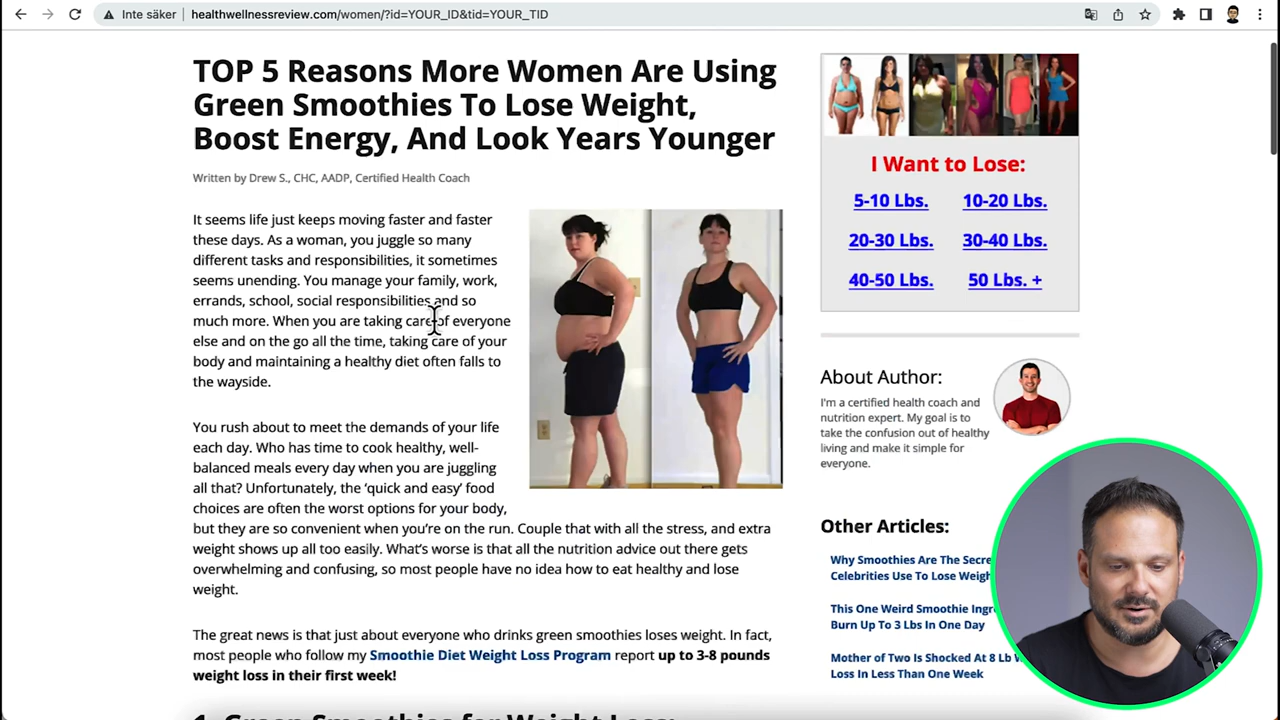 Inte säker
healthwellnessreview.com/women/?id=YOUR_ID&tid=YOUR_TID
TOP 5 Reasons More Women Are Using
Green Smoothies To Lose Weight,
Boost Energy, And Look Years Younger
Written by Drew S., CHC, AADP, Certified Health Coach
It seems life just keeps moving faster and faster
these days. As a woman, you juggle so many
different tasks and responsibilities, it sometimes
seems unending. You manage your family, work,
errands, school, social responsibilities and so
much more. When you are taking care of everyone
else and on the go all the time, taking care of your
body and maintaining a healthy diet often falls to
the wayside.
You rush about to meet the demands of your life
each day. Who has time to cook healthy, well-
balanced meals every day when you are juggling
all that? Unfortunately, the ‘quick and easy’ food
choices are often the worst options for your body,
but they are so convenient when you’re on the run. Couple that with all the stress, and extra
weight shows up all too easily. What’s worse is that all the nutrition advice out there gets
overwhelming and confusing, so most people have no idea how to eat healthy and lose
weight.
The great news is that just about everyone who drinks green smoothies loses weight. In fact,
most people who follow my Smoothie Diet Weight Loss Program report up to 3-8 pounds
weight loss in their first week!
1. Green Smoothies for Weight Loss:
I Want to Lose:
5-10 Lbs. 10-20 Lbs.
20-30 Lbs. 30-40 Lbs.
40-50 Lbs. 50 Lbs. +
About Author:
I'm a certified health coach and
nutrition expert. My goal is to
take the confusion out of healthy
living and make it simple for
everyone.
Other Articles:
Why Smoothies Are The Secre
Celebrities Use To Lose Weigh
This One Weird Smoothie Ingr
Burn Up To 3 Lbs In One Day
Mother of Two Is Shocked At 8 Lb W
Loss In Less Than One Week